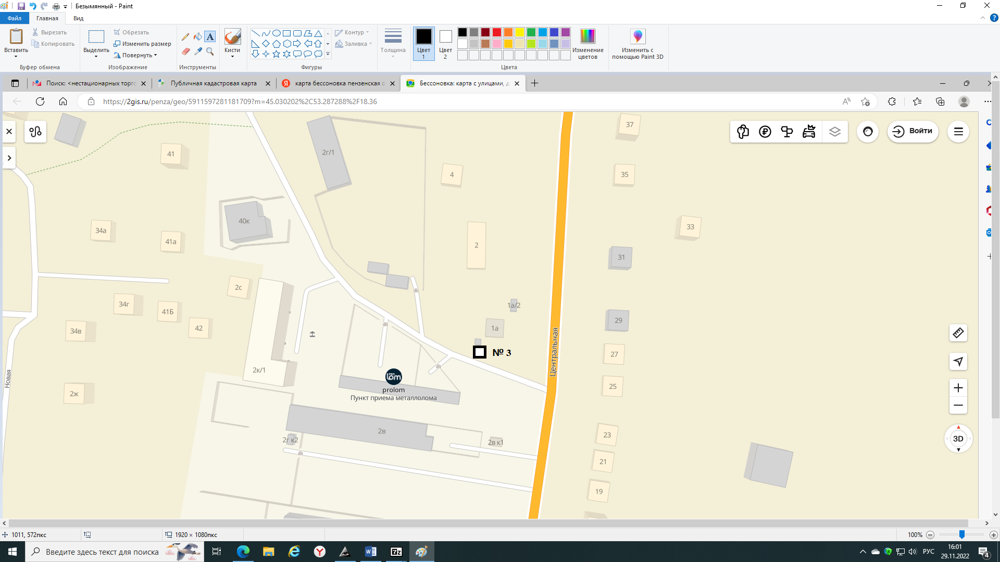 Безымянный - Paint
Файл
Главная
Вид
Вставить
Вырезать
Копировать
Буфер обмена
Выделить
Обрезать
Изменить размер
Повернуть
Изображение
A
Инструменты
Кисти
Фигуры
Контур
Заливка
Толщина
Цвет 1
Цвет 2
Цвета
Изменение цветов
Изменить с помощью Paint 3D
Поиск: <нестационарных торго
Публичная кадастровая карта
карта бессоновка пензенская о
Бессоновка: карта с улицами, д
https://2gis.ru/penza/geo/5911597281181709?m=45.030202%2C53.287288%2F18.36
Войти
37
41
2г/1
4
35
40к
34а
41а
2
33
31
2с
34г
41Б
1а/2
29
34в
42
1а
№ 3
27
Центральная
2к/1
Новая
prolom
Пункт приема металлолома
2ж
25
2в
2г к2
2в к1
23
21
19
3D
1011, 572пкс
1920 × 1080пкс
100%
Введите здесь текст для поиска
7z
РУС
16:01
29.11.2022
4